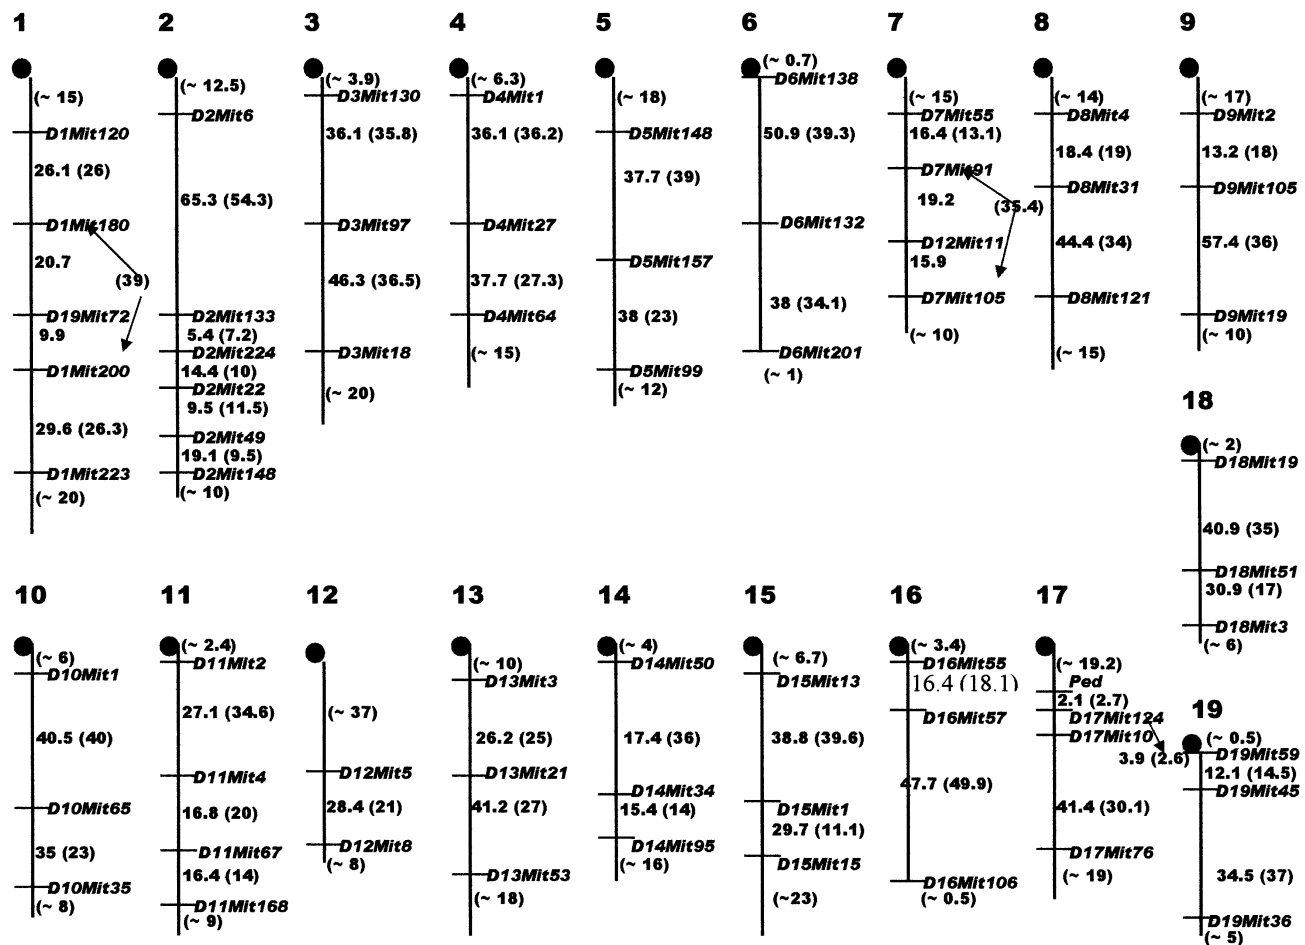 1
(~ 15)
D1Mit120
26.1 (26)
D1Mit180
20.7
(39)
D19Mit72
9.9
D1Mit200
29.6 (26.3)
D1Mit223
(~ 20)
2
(~ 12.5)
D2Mit6
65.3 (54.3)
D2Mit133
5.4 (7.2)
D2Mit224
14.4 (10)
D2Mit22
9.5 (11.5)
D2Mit49
19.1 (9.5)
D2Mit148
(~ 10)
3
(~ 3.9)
D3Mit130
36.1 (35.8)
D3Mit97
46.3 (36.5)
D3Mit18
(~ 20)
4
(~ 6.3)
D4Mit1
36.1 (36.2)
D4Mit27
37.7 (27.3)
D4Mit64
(~ 15)
5
(~ 18)
D5Mit148
37.7 (39)
D5Mit157
38 (23)
D5Mit99
(~ 12)
6
(~ 0.7)
D6Mit138
50.9 (39.3)
D6Mit132
38 (34.1)
D6Mit201
(~ 1)
7
(~ 15)
D7Mit55
16.4 (13.1)
D7Mit91
19.2
(35.4)
D12Mit11
15.9
D7Mit105
(~ 10)
8
(~ 14)
D8Mit4
18.4 (19)
D8Mit31
44.4 (34)
D8Mit121
(~ 15)
9
(~ 17)
D9Mit2
13.2 (18)
D9Mit105
57.4 (36)
D9Mit19
(~ 10)
10
(~ 6)
D10Mit1
40.5 (40)
D10Mit65
35 (23)
D10Mit35
(~ 8)
11
(~ 2.4)
D11Mit2
27.1 (34.6)
D11Mit4
16.8 (20)
D11Mit67
16.4 (14)
D11Mit168
(~ 9)
12
(~ 37)
D12Mit5
28.4 (21)
D12Mit8
(~ 8)
13
(~ 10)
D13Mit3
26.2 (25)
D13Mit21
41.2 (27)
D13Mit53
(~ 18)
14
(~ 4)
D14Mit50
17.4 (36)
D14Mit34
15.4 (14)
D14Mit95
(~ 16)
15
(~ 6.7)
D15Mit13
38.8 (39.6)
D15Mit1
29.7 (11.1)
D15Mit15
(~23)
16
(~ 3.4)
D16Mit55
16.4 (18.1)
D16Mit57
47.7 (49.9)
D16Mit106
(~ 0.5)
17
(~ 19.2)
Ped
2.1 (2.7)
D17Mit124
D17Mit10
3.9 (2.6)
41.4 (30.1)
D17Mit76
(~ 19)
18
(~ 2)
D18Mit19
40.9 (35)
D18Mit51
30.9 (17)
D18Mit3
(~ 6)
19
(~ 0.5)
D19Mit59
12.1 (14.5)
D19Mit45
34.5 (37)
D19Mit36
(~ 5)